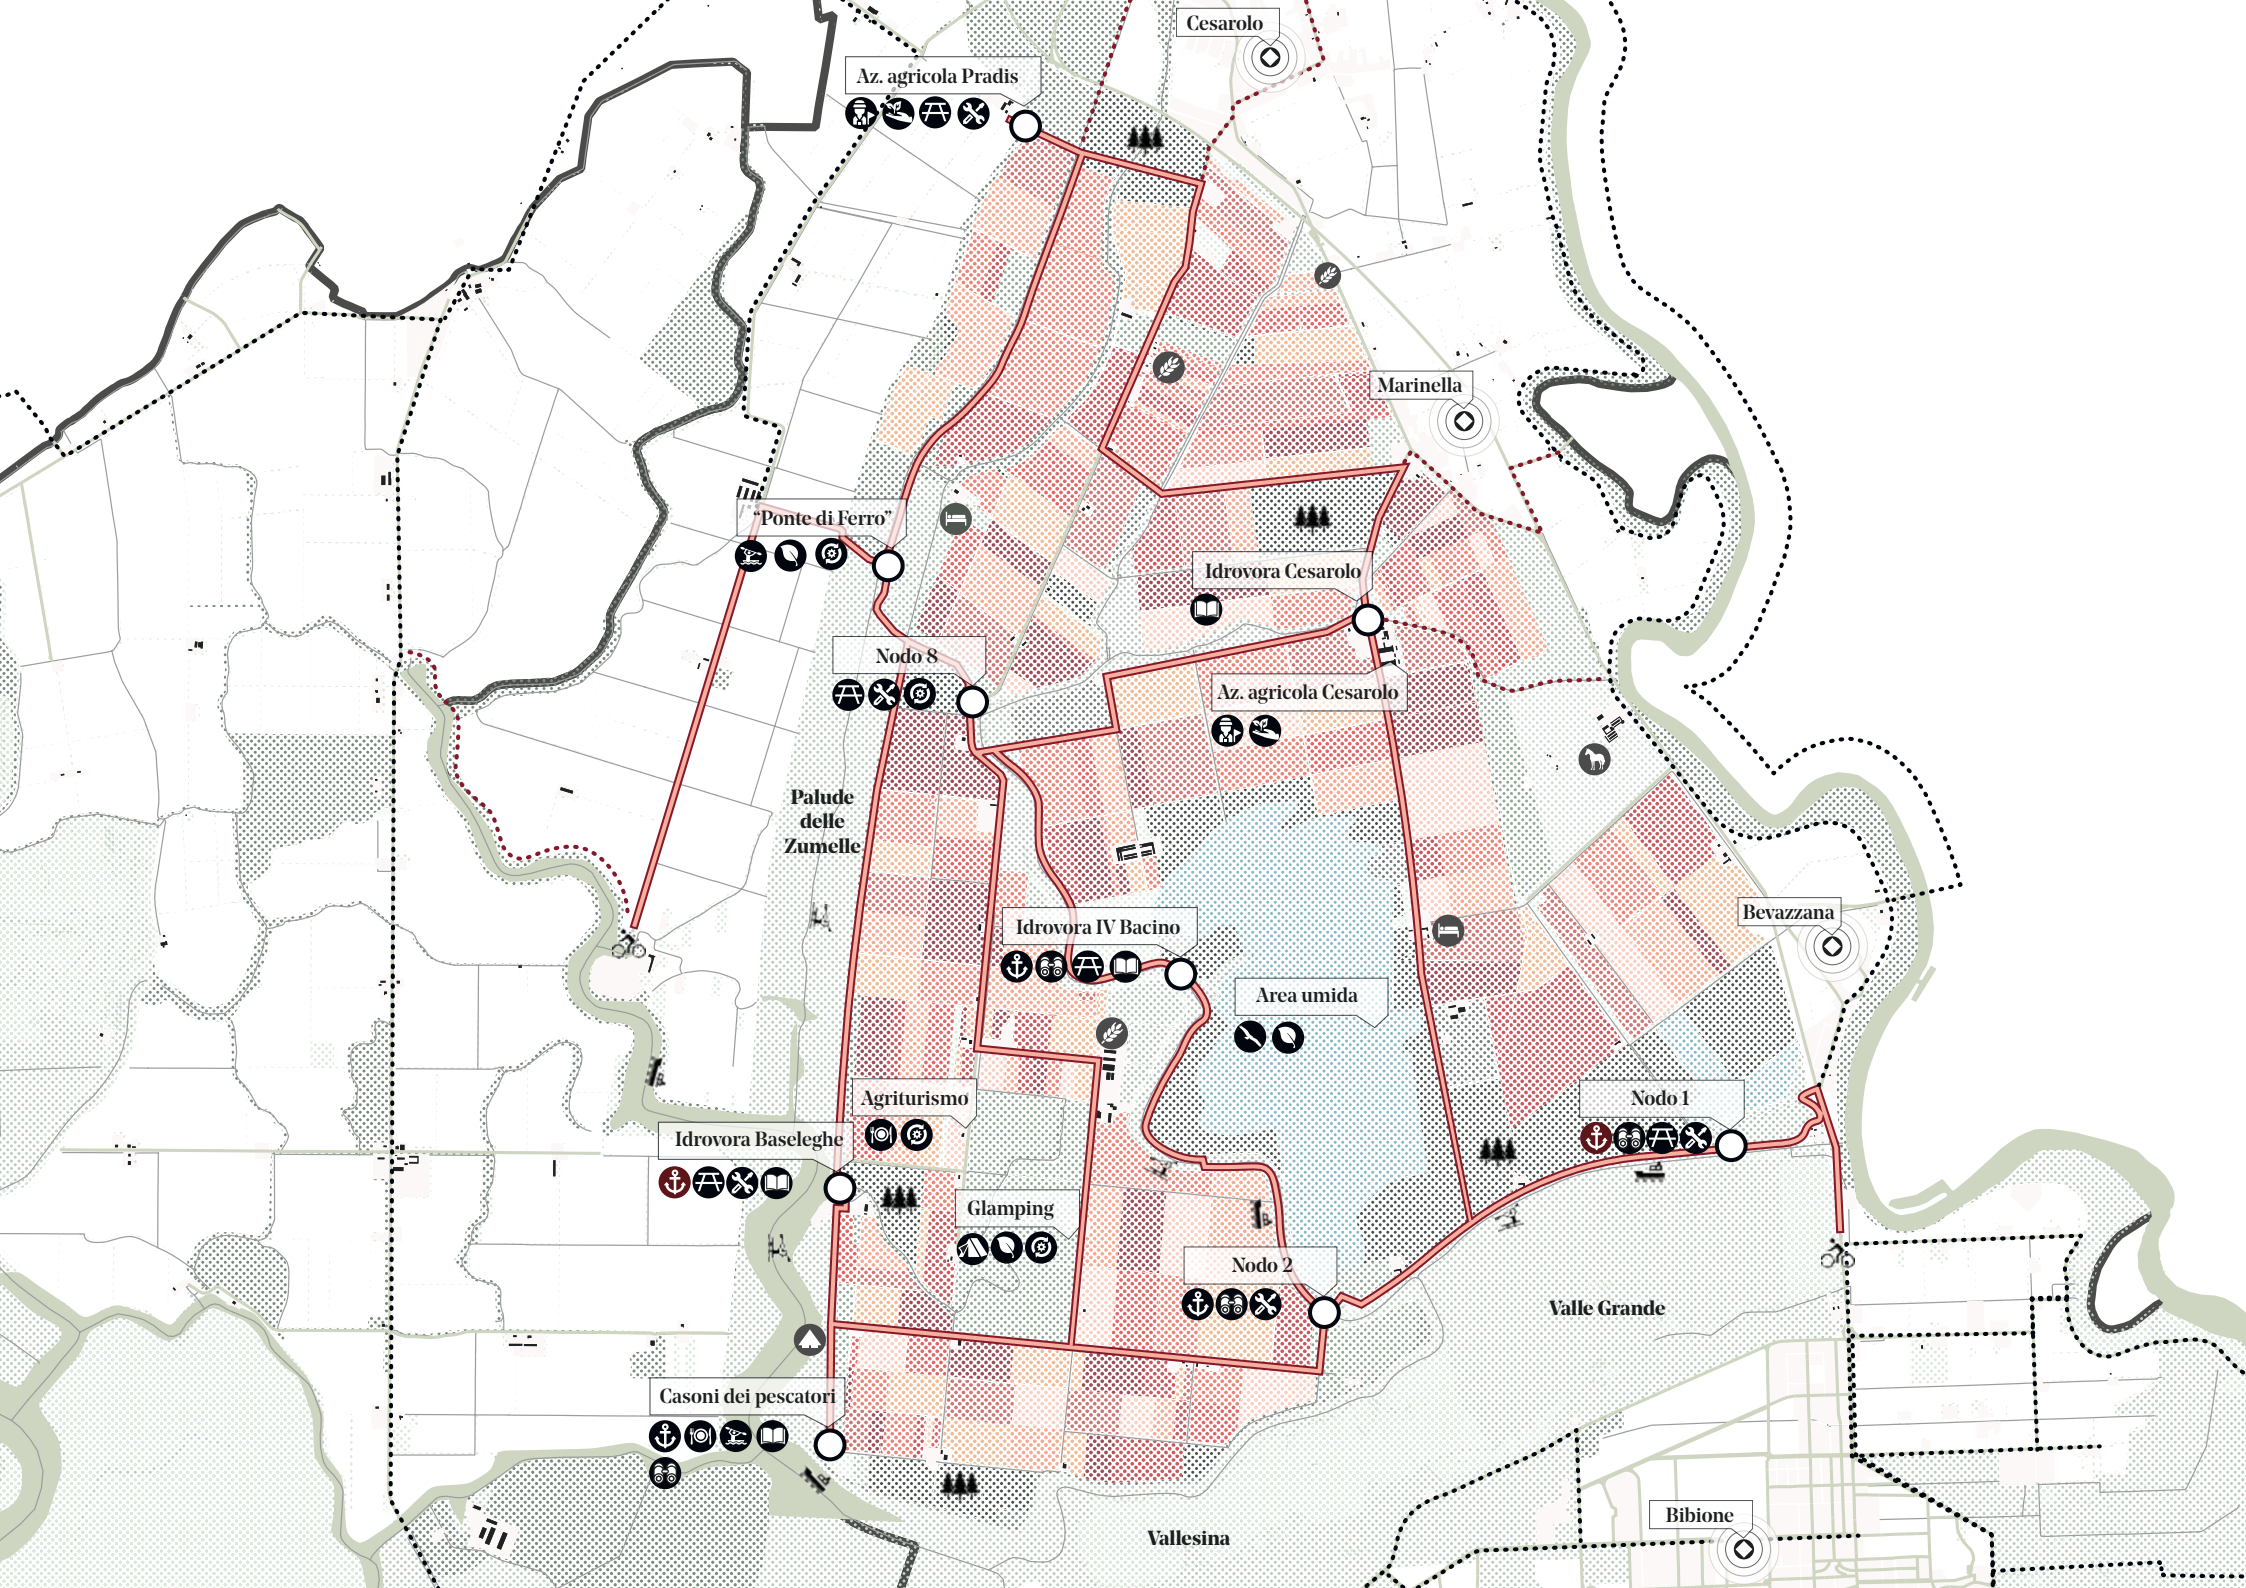 Cesarolo
Az. agricola Pradis
Marinella
“Ponte di Ferro”
Idrovora Cesarolo
Nodo 8
Az. agricola Cesarolo
Palude
delle
Zumelle
Bevazzana
Idrovora IV Bacino
Area umida
Agriturismo
Nodo 1
Idrovora Baseleghe
Glamping
Nodo 2
Valle Grande
Casoni dei pescatori
Bibione
Vallesina